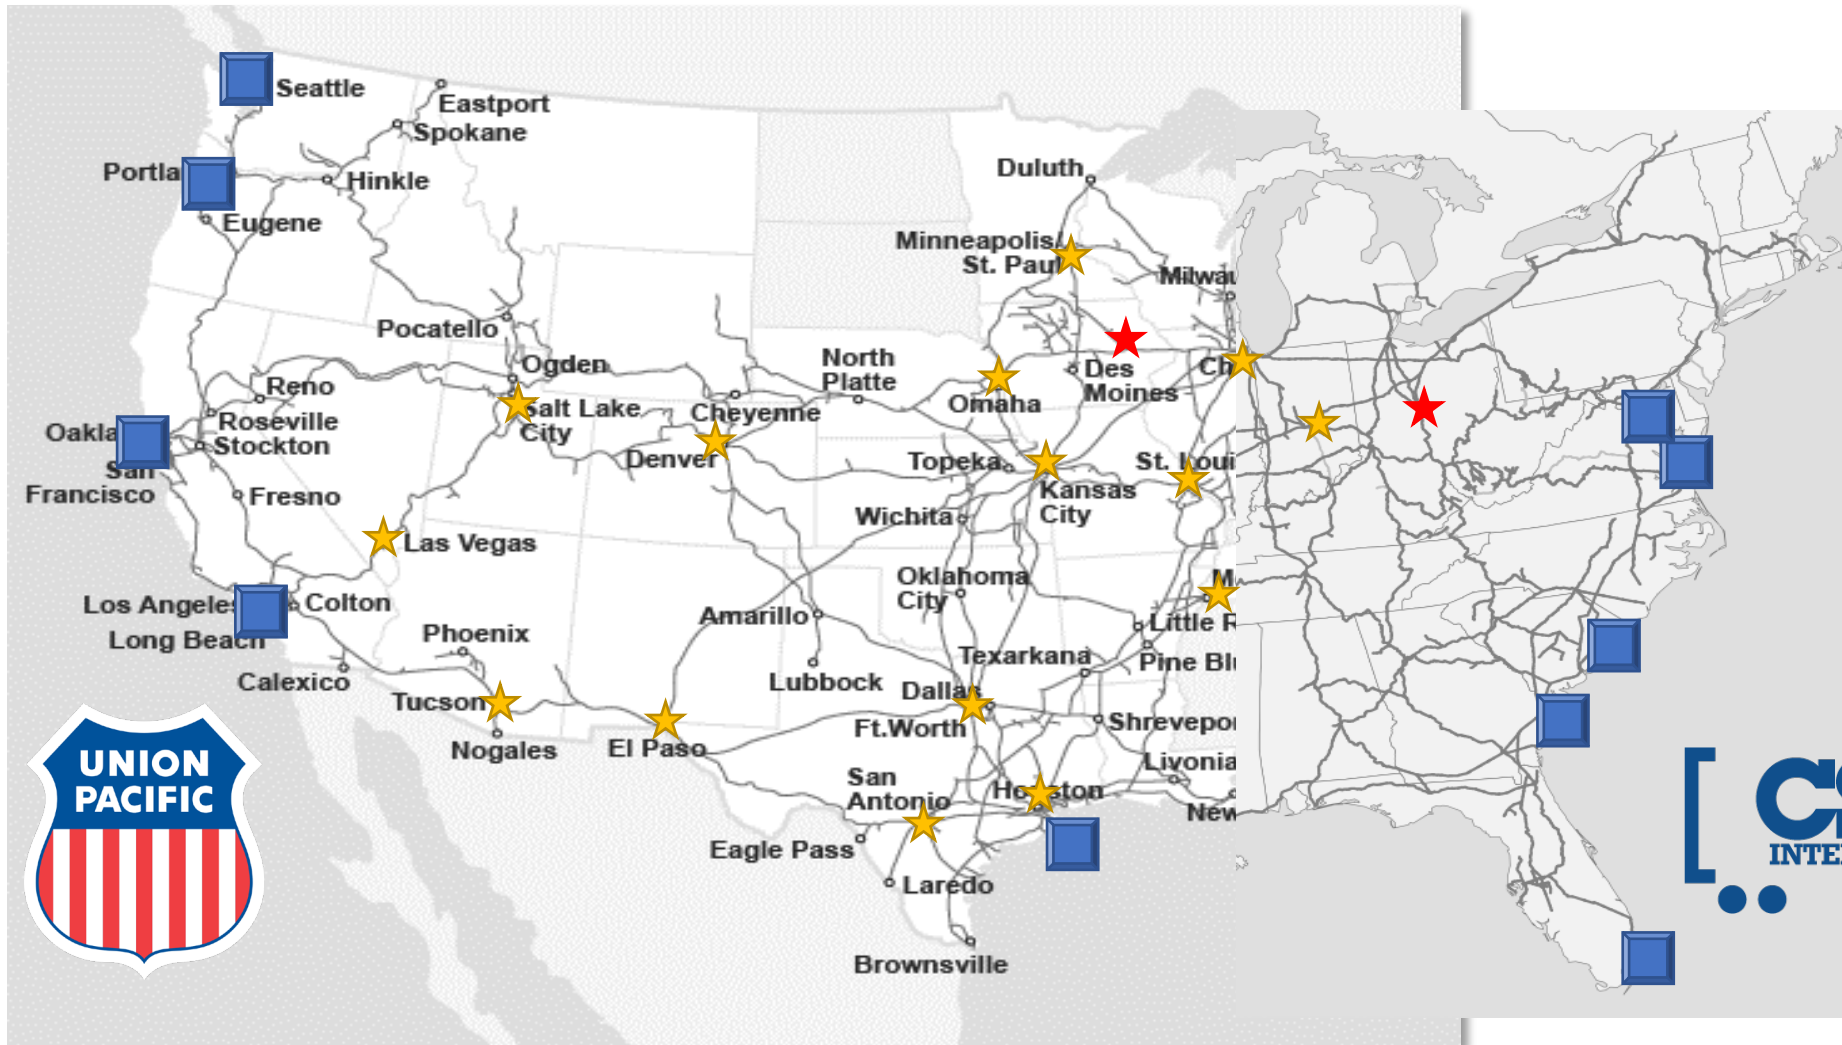 Seattle
Eastport
Spokane
Portla
Hinkle
Eugene
Duluth
Minneapolis/
St. Paul
Milwau
Pocatello
Ogden
North
Platte
Des
Moines
Ch
Reno
Omaha
Salt Lake
City
Cheyenne
Roseville
Stockton
Oakla
San
Francisco
Denver
Topeka
St. Loui
Kansas
City
Fresno
Wichita
Las Vegas
Oklahoma
City
M
Los Angeles
Long Beach
Colton
Amarillo
Little R
Phoenix
Texarkana
Pine Bl
Calexico
Lubbock
Dallas
Ft.Worth
Tucson
Shrevepor
Nogales
El Paso
Livonia
San
Antonio
Houston
New
Eagle Pass
Laredo
Brownsville
UNION
PACIFIC
CS
INTE